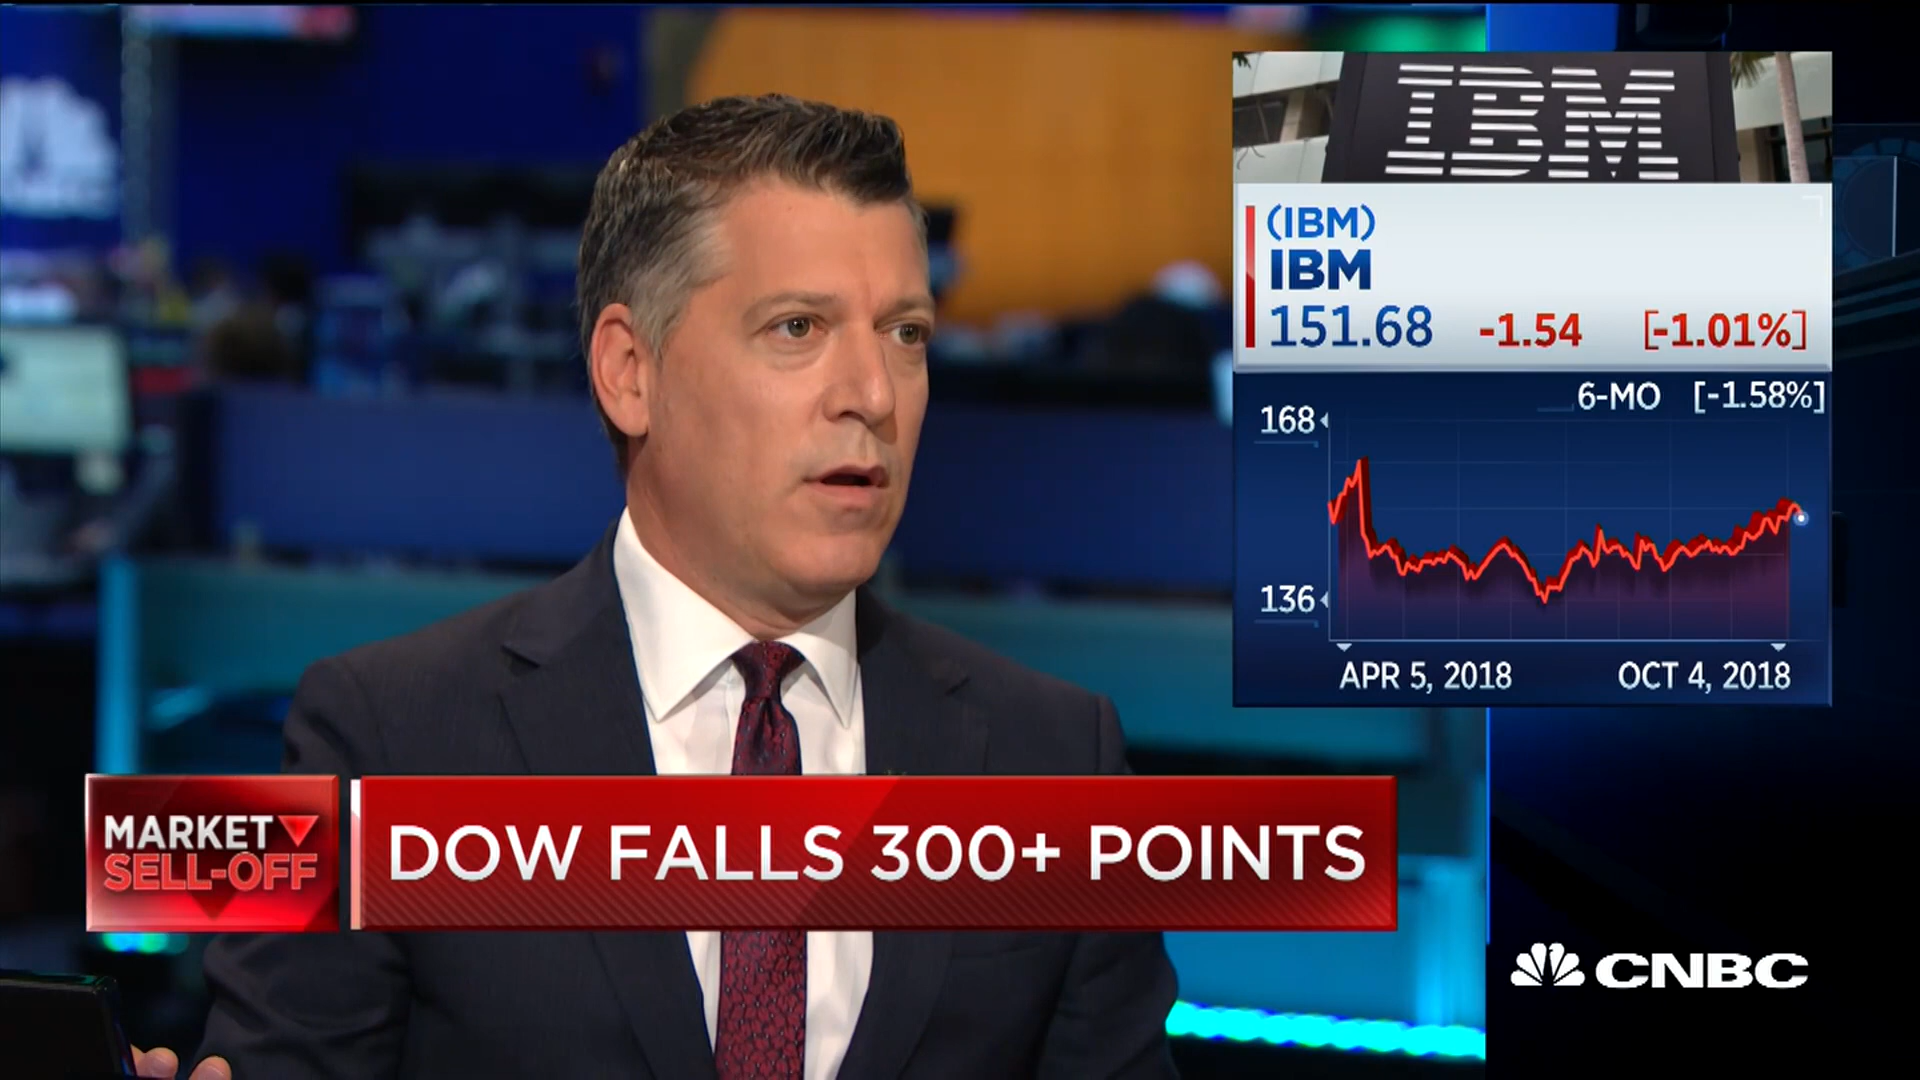 IBM
(IBM)
IBM
151.68 -1.54 [-1.01%]
6-MO [-1.58%]
168
136
APR 5, 2018 OCT 4, 2018
MARKET
SELL-OFF
DOW FALLS 300+ POINTS
CNBC